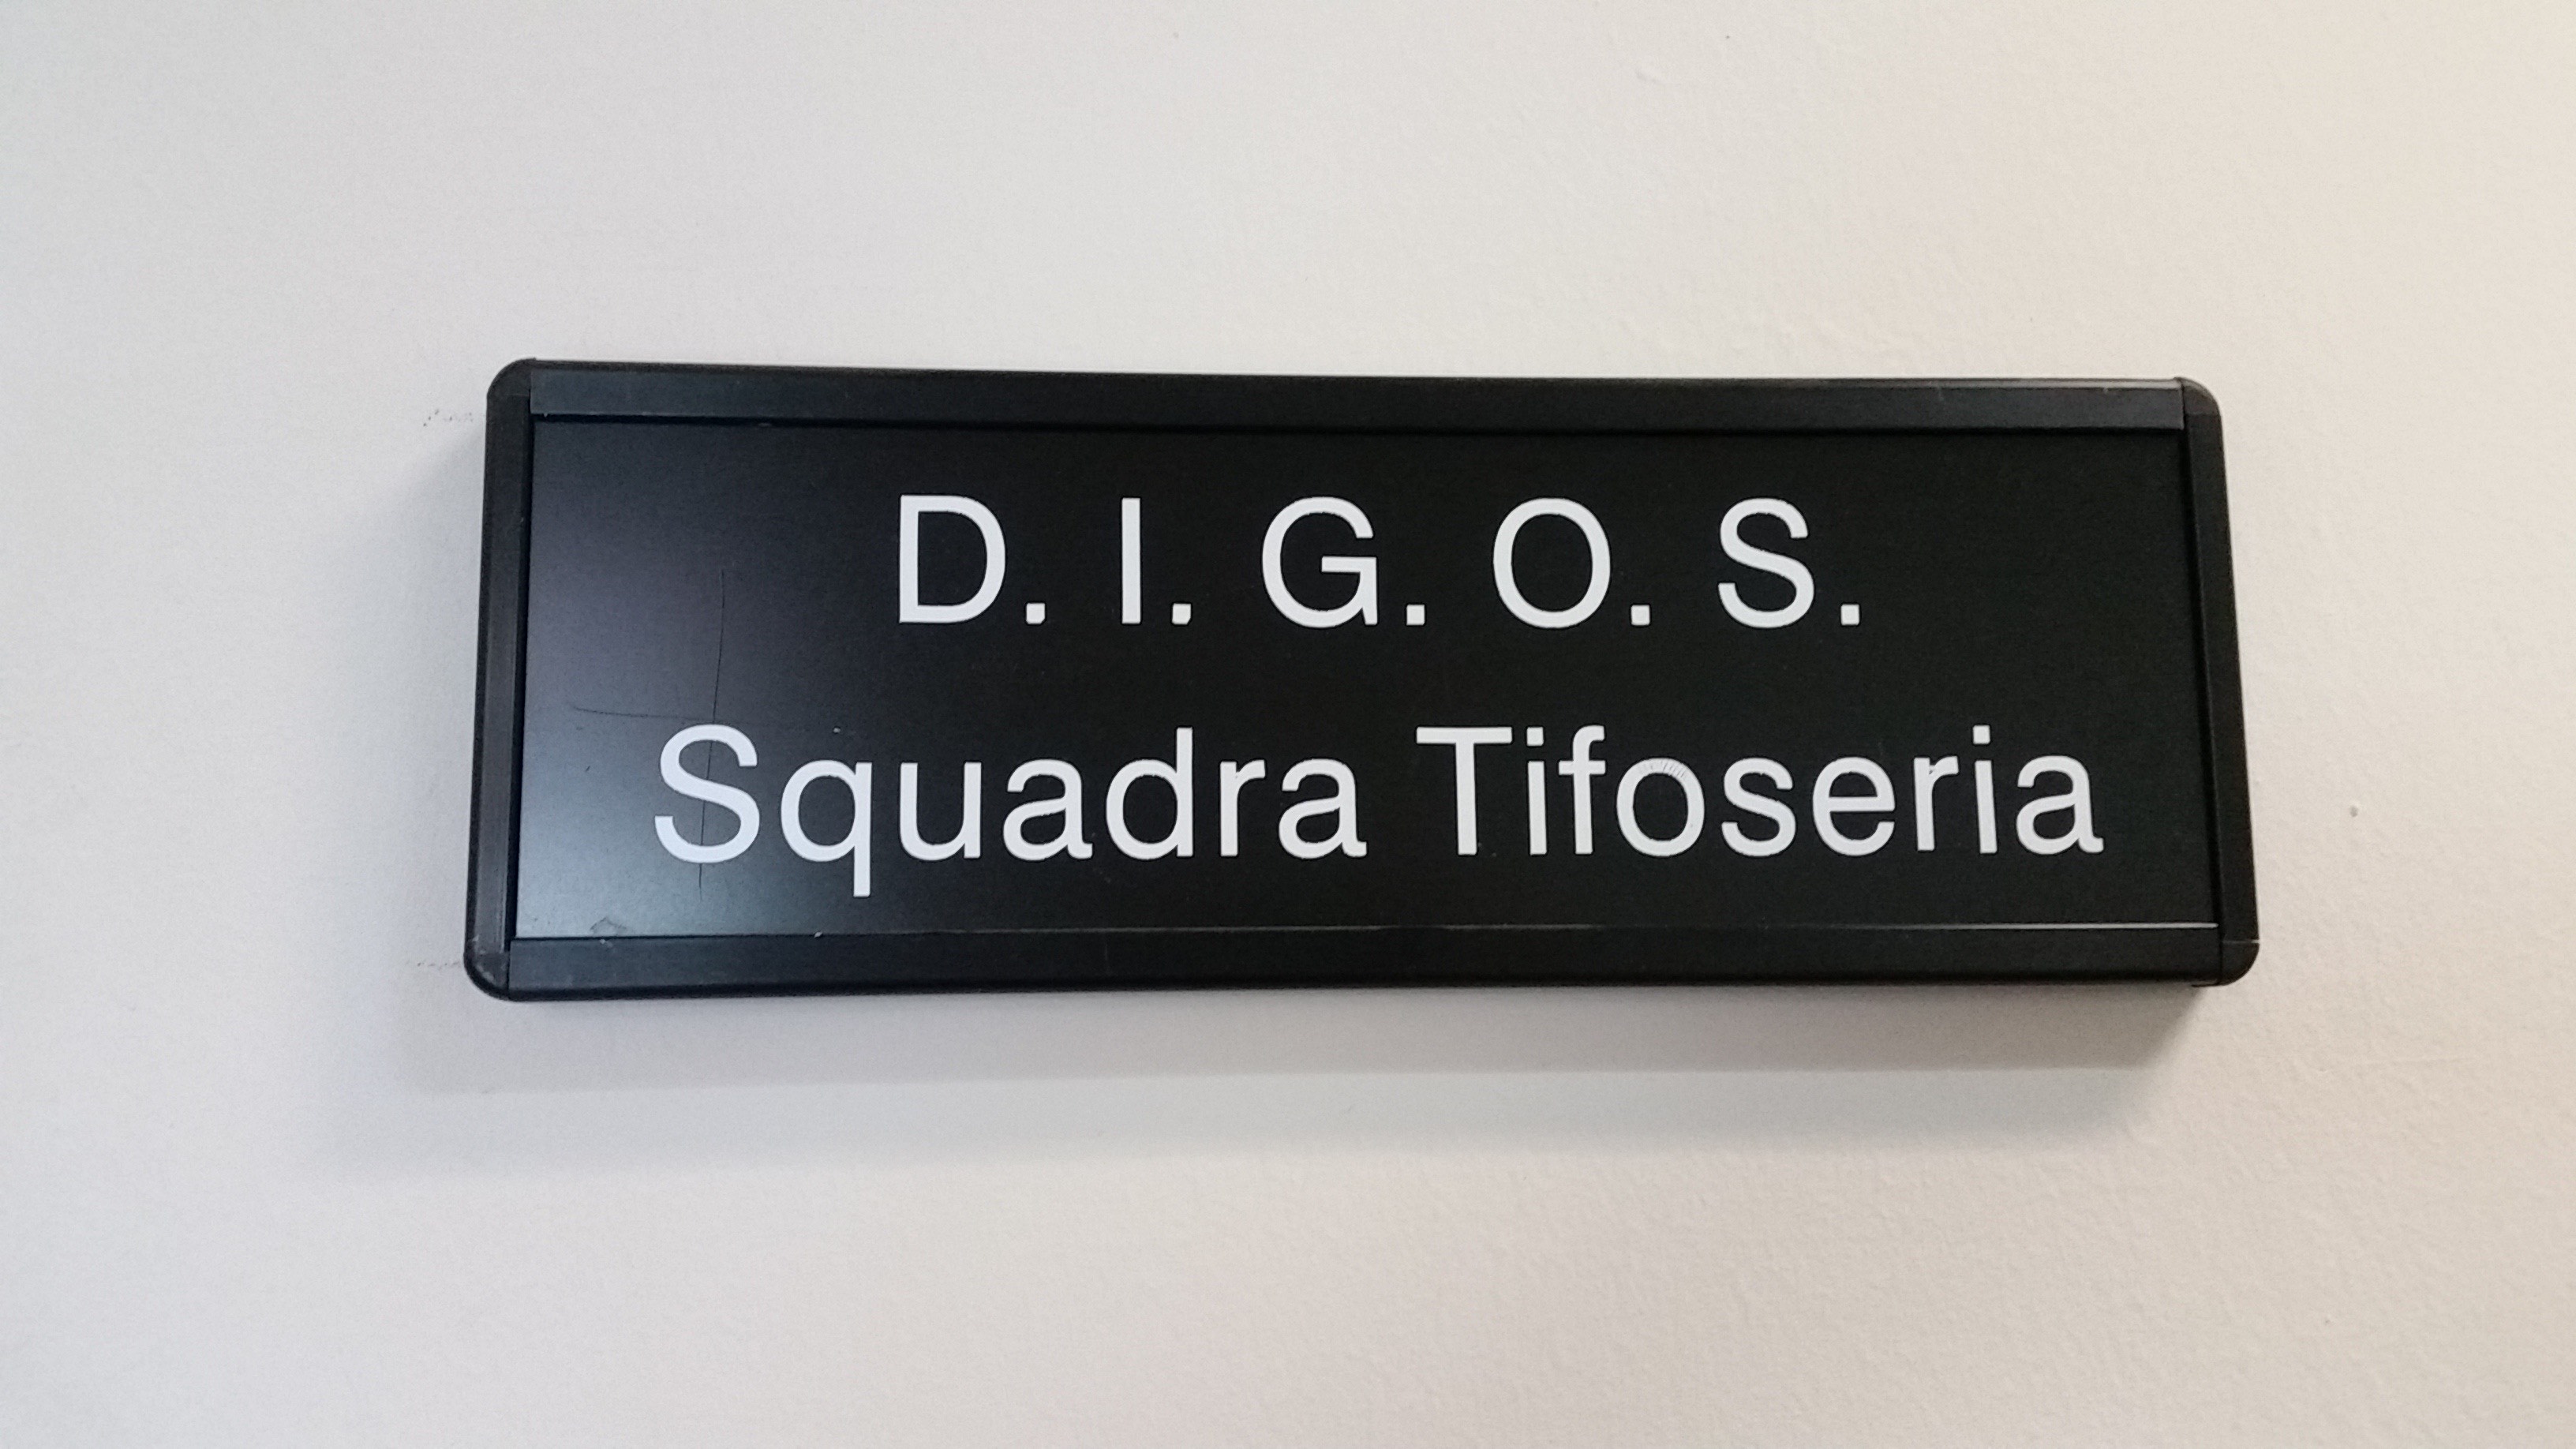 D. I. G. O. S.
Squadra Tifoseria